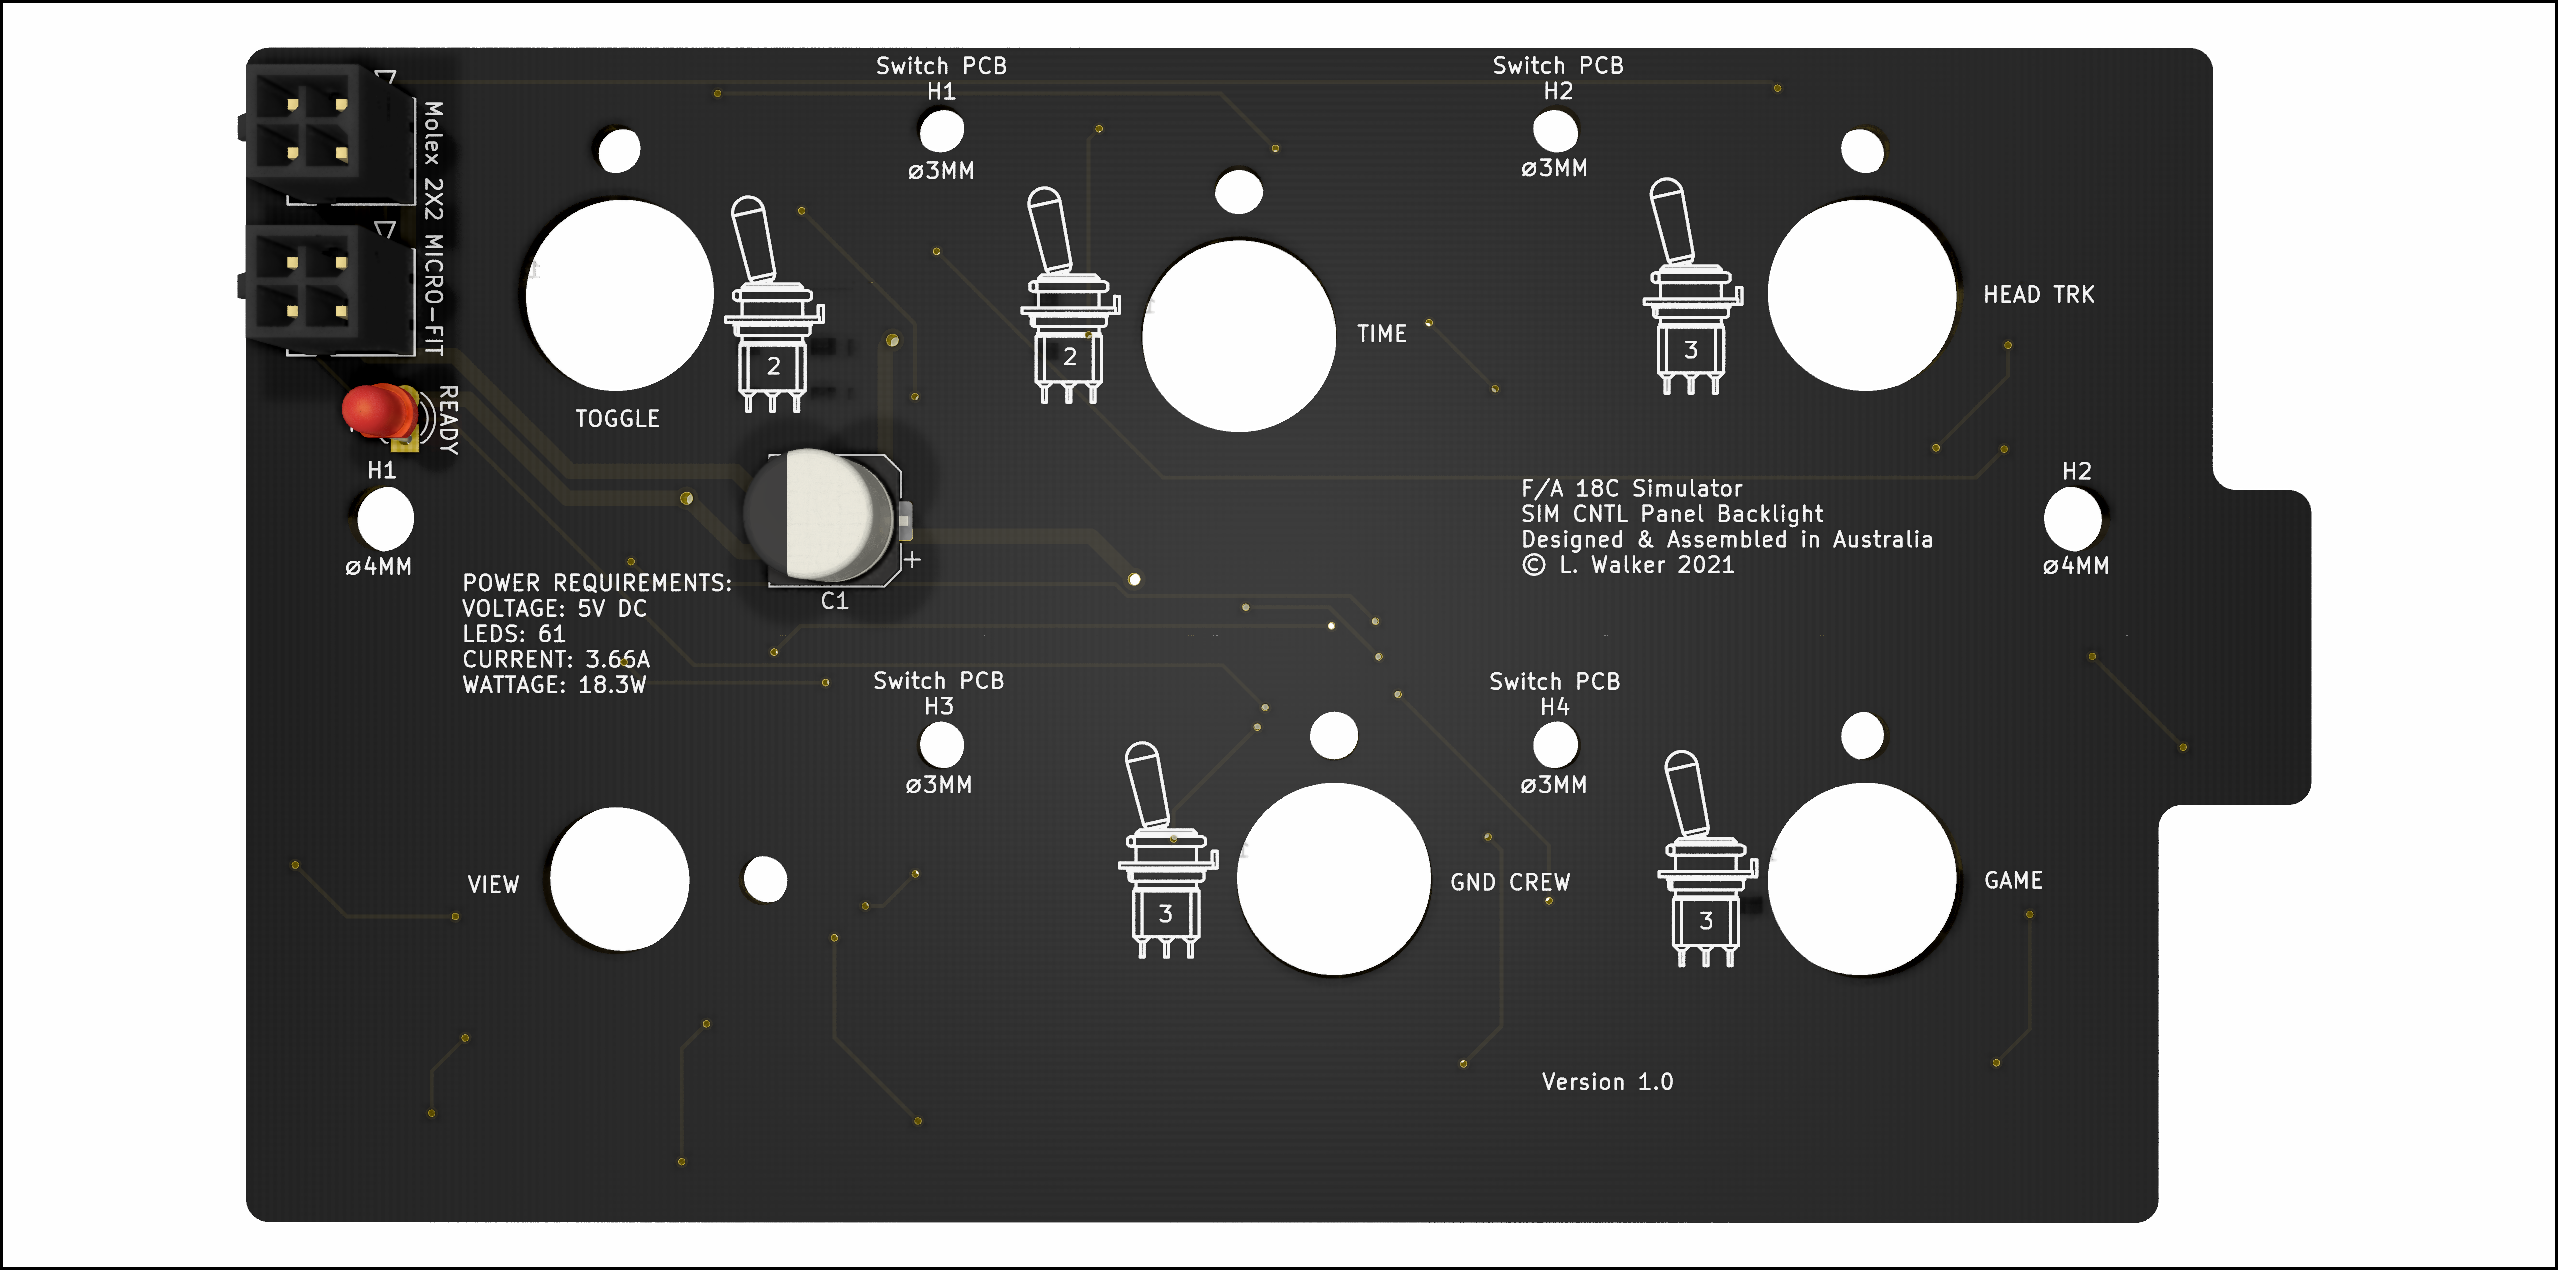 Switch PCB
H1
ø3MM
Switch PCB
H2
ø3MM
Molex 2X2 MICRO-FIT
READY
2
TOGGLE
2
TIME
3
HEAD TRK
H1
ø4MM
C1
+
F/A 18C Simulator
SIM CNTL Panel Backlight
Designed & Assembled in Australia
© L. Walker 2021
H2
ø4MM
POWER REQUIREMENTS:
VOLTAGE: 5V DC
LEDS: 61
CURRENT: 3.66A
WATTAGE: 18.3W
Switch PCB
H3
ø3MM
Switch PCB
H4
ø3MM
VIEW
3
GND CREW
3
GAME
Version 1.0